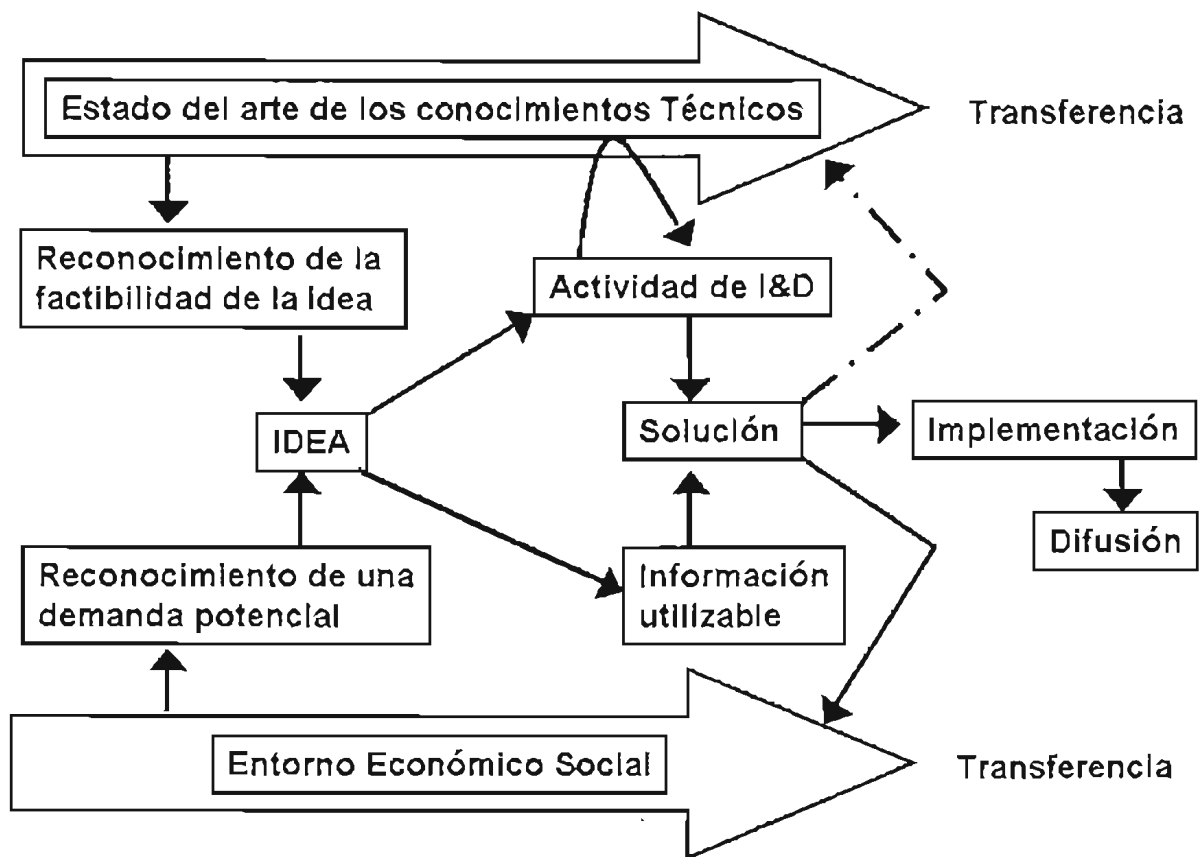 Estado del arte de los conocimientos Técnicos
Transferencia
Reconocimiento de la
factibilidad de la Idea
Actividad de I&D
IDEA
Solución
Implementación
Difusión
Reconocimiento de una
demanda potencial
Información
utilizable
Entorno Económico Social
Transferencia